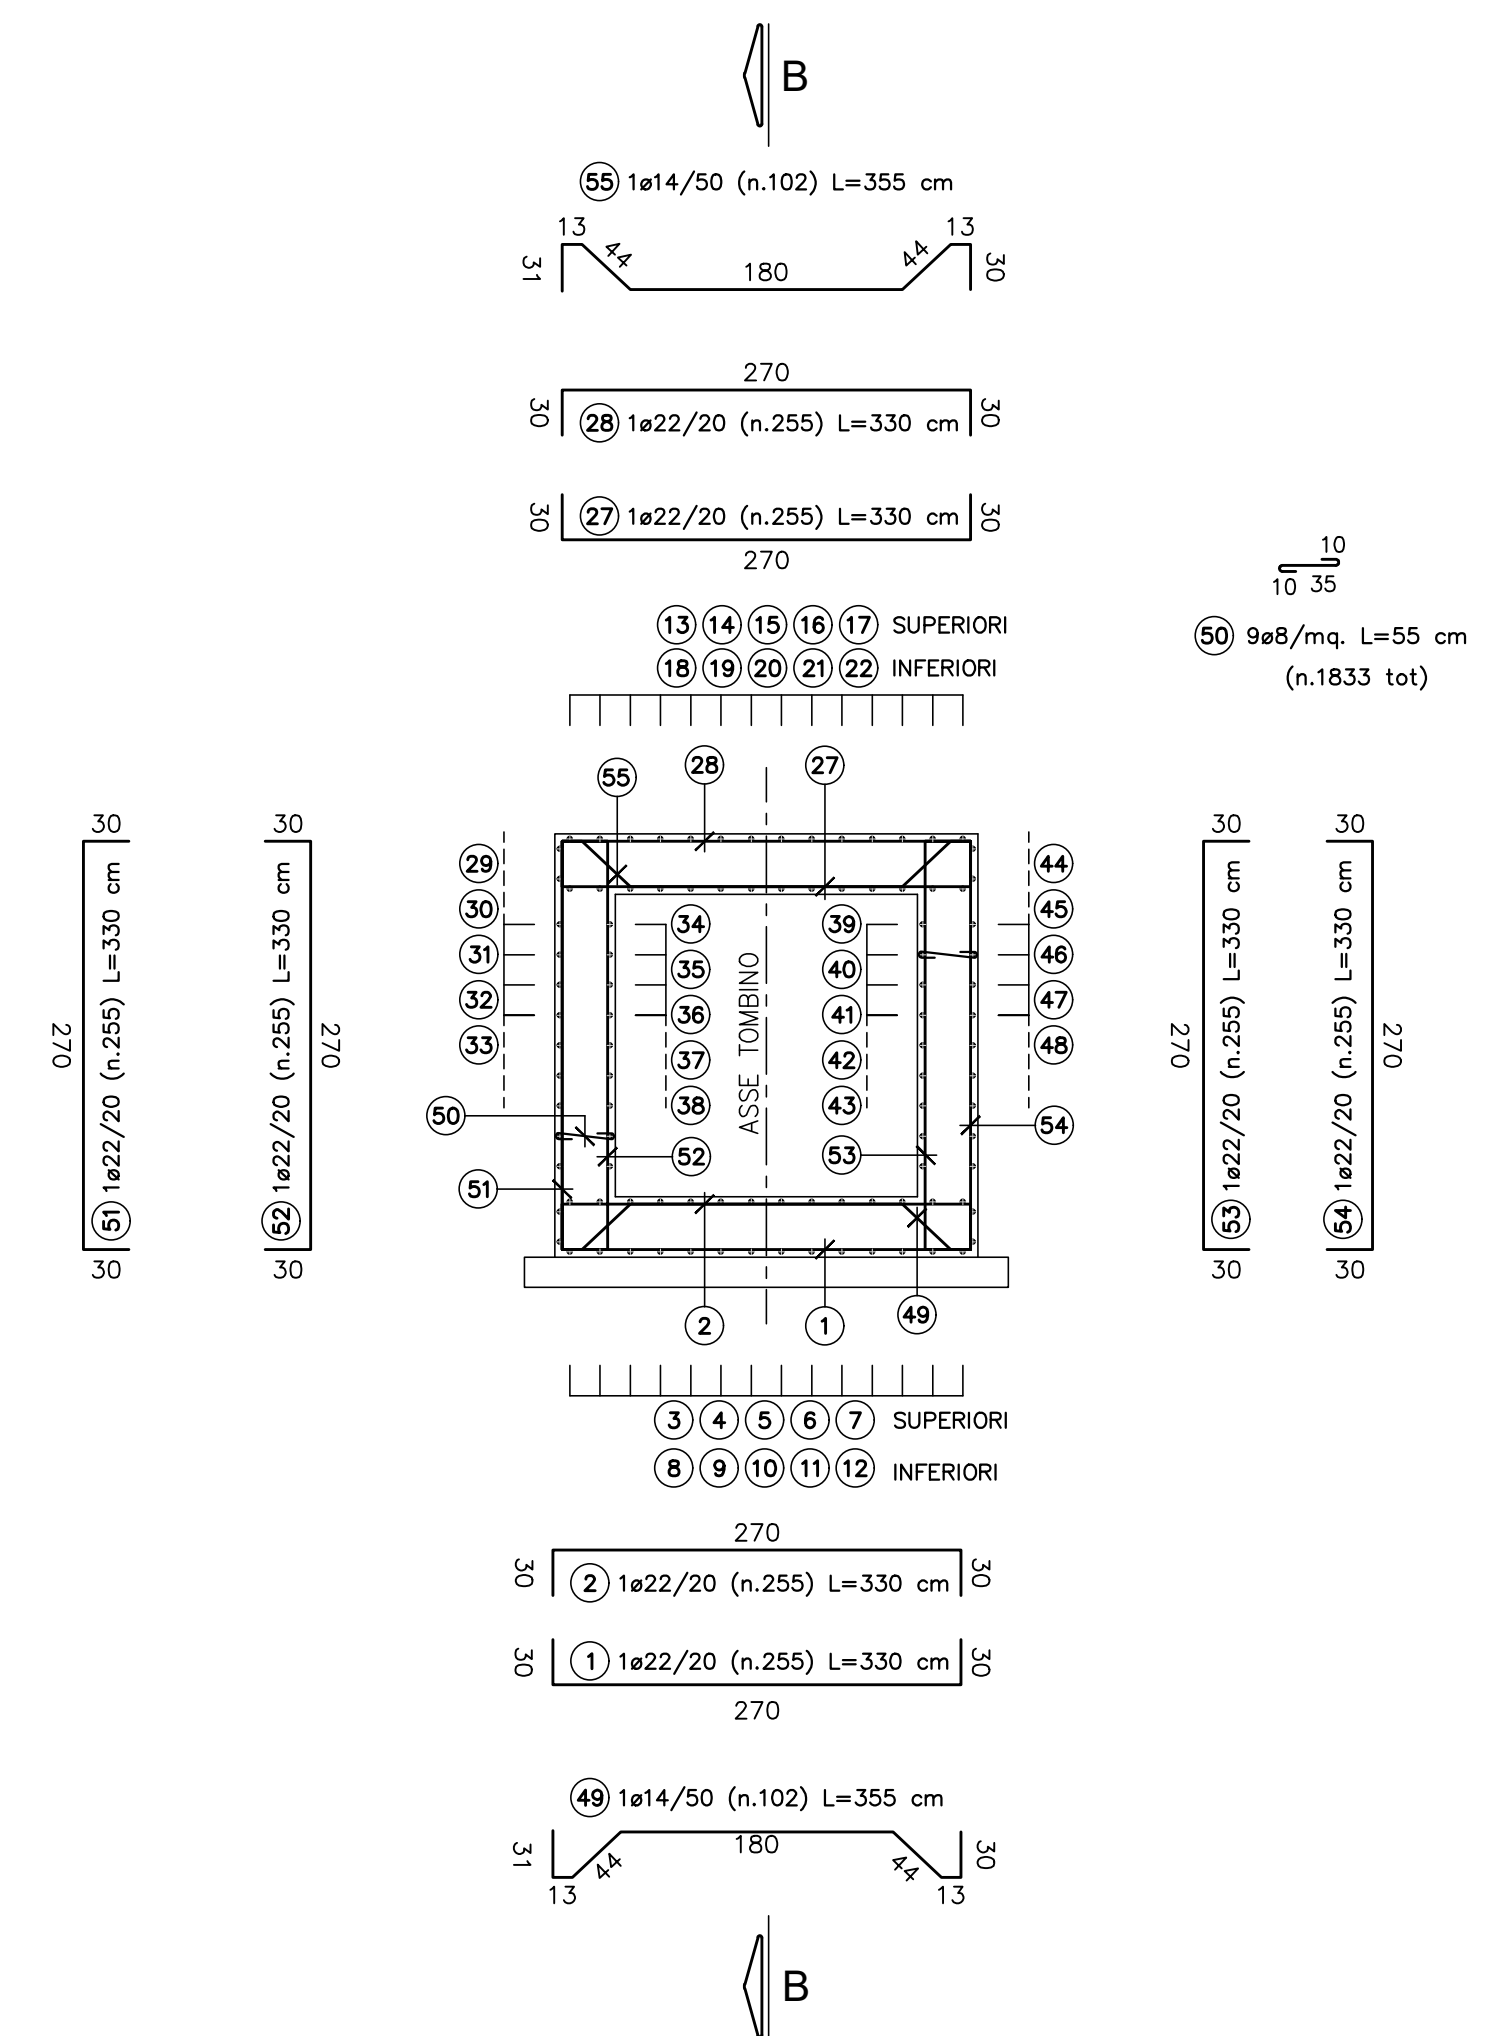 B
55 1ø14/50 (n.102) L=355 cm
13 13
31 44 180 44 30
270
30 28 1ø22/20 (n.255) L=330 cm 30
30 27 1ø22/20 (n.255) L=330 cm 30
270
10
10 35
50 9ø8/mq. L=55 cm
(n.1833 tot)
13 14 15 16 17 SUPERIORI
18 19 20 21 22 INFERIORI
55 28 27
30
270
51 1ø22/20 (n.255) L=330 cm
30
30
270
52 1ø22/20 (n.255) L=330 cm
30
29
30
31
32
33
34
35
36
37
38
ASSE TOMBINO
39
40
41
42
43
44
45
46
47
48
50
52
53
54
51
30
270
53 1ø22/20 (n.255) L=330 cm
30
30
270
54 1ø22/20 (n.255) L=330 cm
30
2 1 49
3 4 5 6 7 SUPERIORI
8 9 10 11 12 INFERIORI
270
30 2 1ø22/20 (n.255) L=330 cm 30
30 1 1ø22/20 (n.255) L=330 cm 30
270
49 1ø14/50 (n.102) L=355 cm
31 44 180 44 30
13 13
B